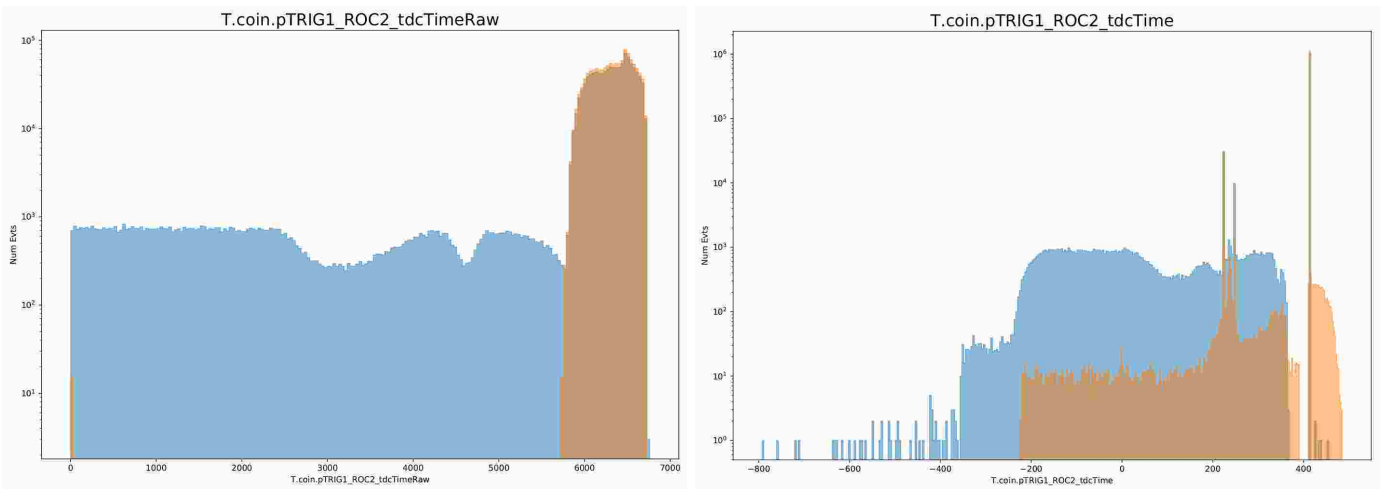 T.coin.pTRIG1_ROC2_tdcTimeRaw
10⁵
10⁴
10³
10²
10¹
Num Evts
0 1000 2000 3000 4000 5000 6000 7000
T.coin.pTRIG1_ROC2_tdcTimeRaw
T.coin.pTRIG1_ROC2_tdcTime
10⁶
10⁵
10⁴
10³
10²
10¹
10⁰
Num Evts
−800 −600 −400 −200 0 200 400
T.coin.pTRIG1_ROC2_tdcTime